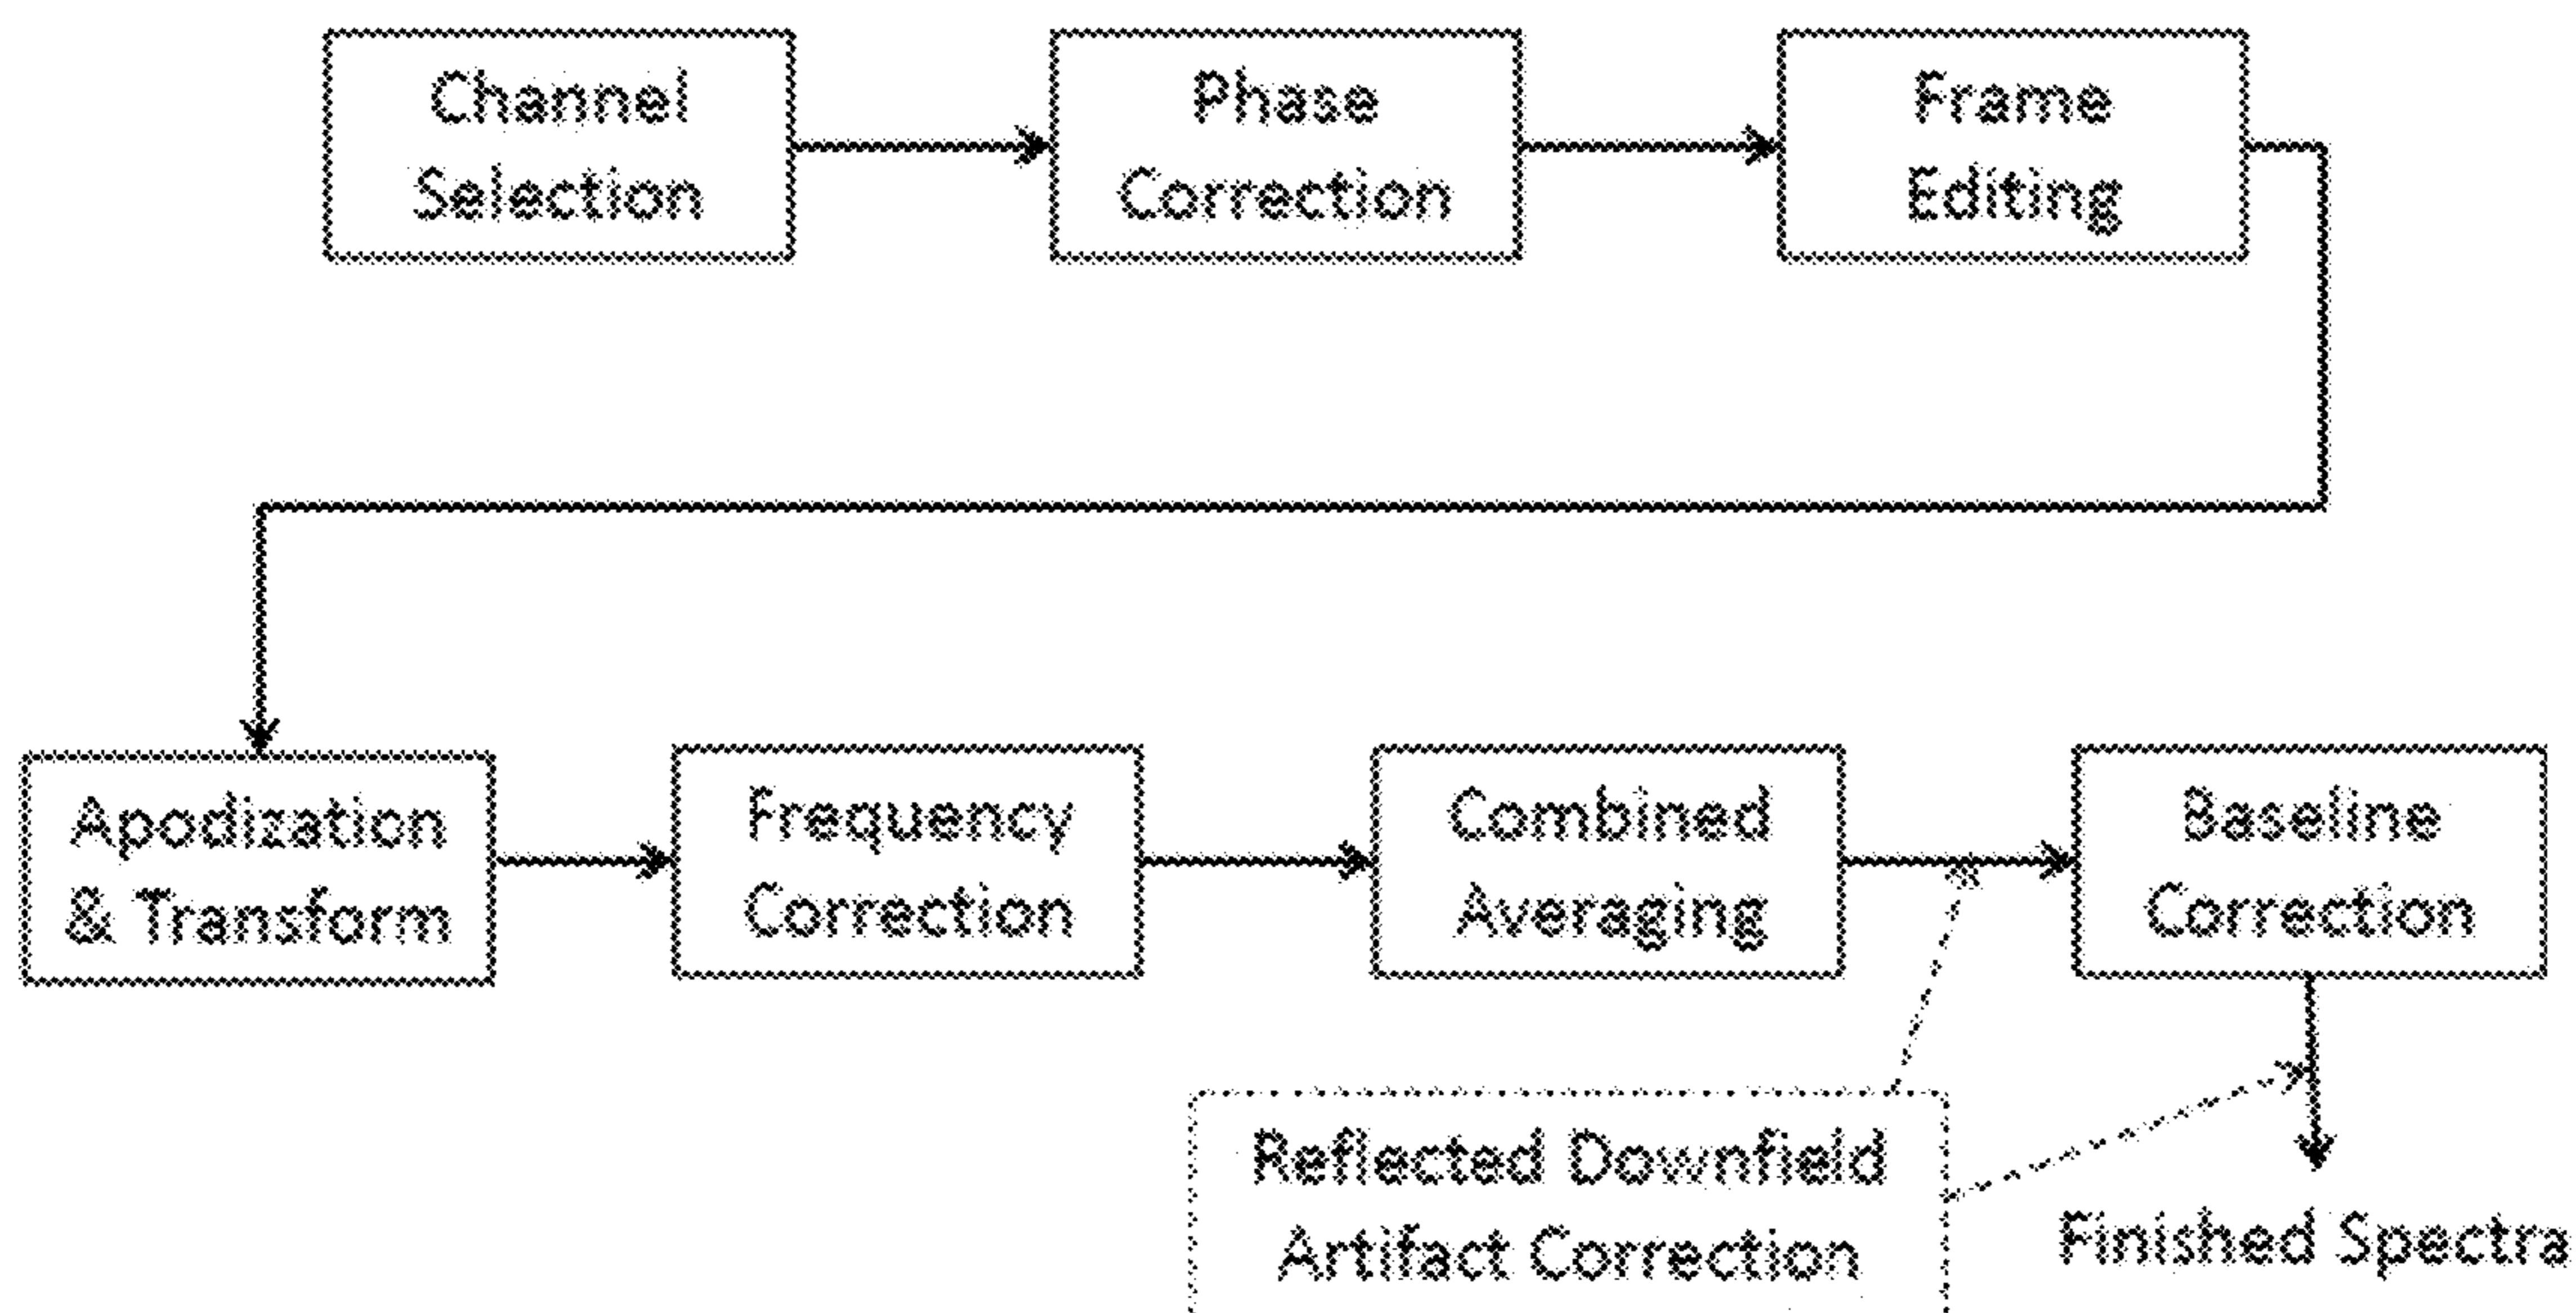 Channel
Selection
Phase
Correction
Frame
Editing
Apodization
& Transform
Frequency
Correction
Combined
Averaging
Baseline
Correction
Reflected Downfield
Artifact Correction
Finished Spectra